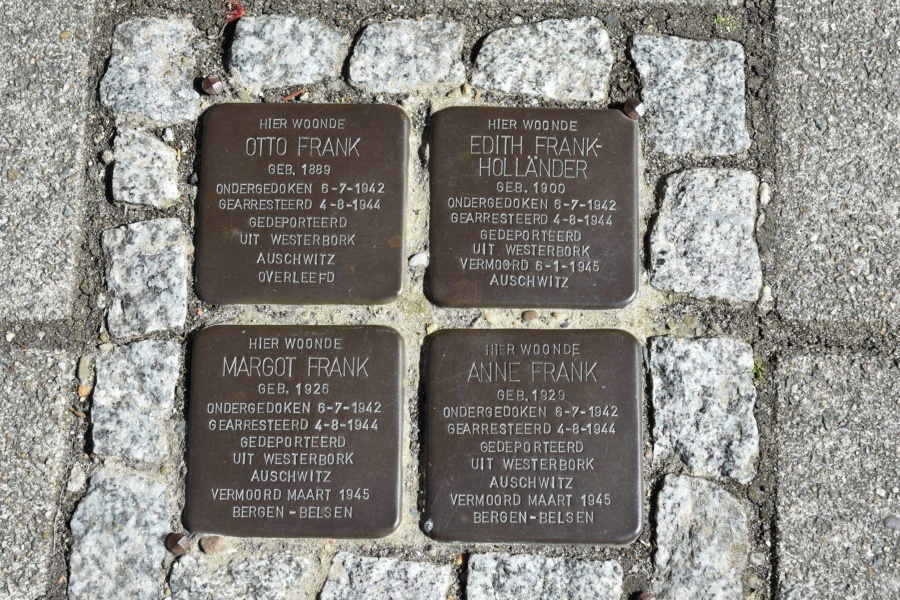 HIER WOONDE
OTTO FRANK
GEB. 1889
ONDERGEDOKEN 6-7-1942
GEARRESTEERD 4-8-1944
GEDEPORTEERD
UIT WESTERBORK
AUSCHWITZ
OVERLEEFD
HIER WOONDE
EDITH FRANK-
HOLLÄNDER
GEB. 1900
ONDERGEDOKEN 6-7-1942
GEARRESTEERD 4-8-1944
GEDEPORTEERD
UIT WESTERBORK
VERMOORD 6-1-1945
AUSCHWITZ
HIER WOONDE
MARGOT FRANK
GEB. 1926
ONDERGEDOKEN 6-7-1942
GEARRESTEERD 4-8-1944
GEDEPORTEERD
UIT WESTERBORK
AUSCHWITZ
VERMOORD MAART 1945
BERGEN-BELSEN
HIER WOONDE
ANNE FRANK
GEB. 1929
ONDERGEDOKEN 6-7-1942
GEARRESTEERD 4-8-1944
GEDEPORTEERD
UIT WESTERBORK
AUSCHWITZ
VERMOORD MAART 1945
BERGEN-BELSEN